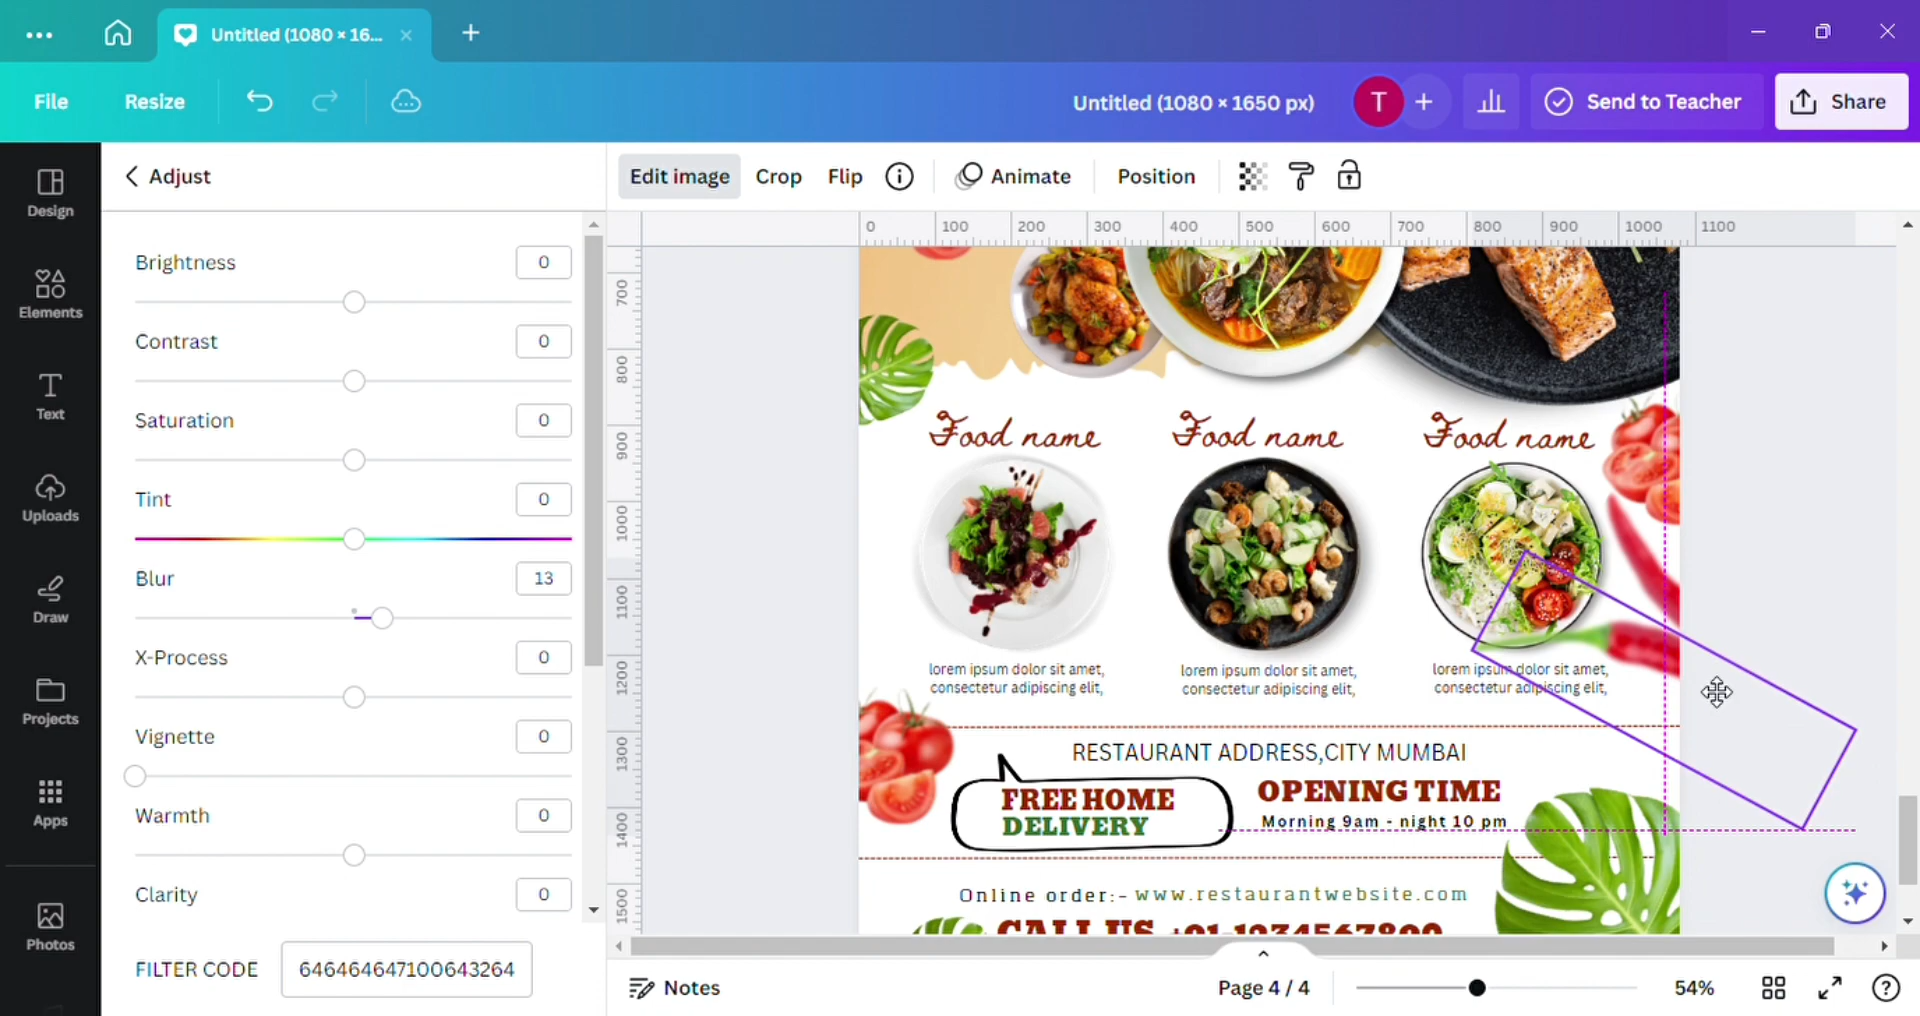 Untitled (1080 × 16...
File
Resize
Untitled (1080 × 1650 px)
T
Send to Teacher
Share
Design
Elements
Text
Uploads
Draw
Projects
Apps
Photos
Adjust
Brightness 0
Contrast 0
Saturation 0
Tint 0
Blur 13
X-Process 0
Vignette 0
Warmth 0
Clarity 0
FILTER CODE 646464647100643264
Edit image
Crop
Flip
Animate
Position
0 100 200 300 400 500 600 700 800 900 1000 1100
700
800
900
1000
1100
1200
1300
1400
1500
Food name Food name Food name
lorem ipsum dolor sit amet,
consectetur adipiscing elit,
lorem ipsum dolor sit amet,
consectetur adipiscing elit,
lorem ipsum dolor sit amet,
consectetur adipiscing elit,
RESTAURANT ADDRESS,CITY MUMBAI
FREE HOME
DELIVERY
OPENING TIME
Morning 9am - night 10 pm
Online order:- www.restaurantwebsite.com
CALL US +01-1234567890
Notes
Page 4 / 4
54%